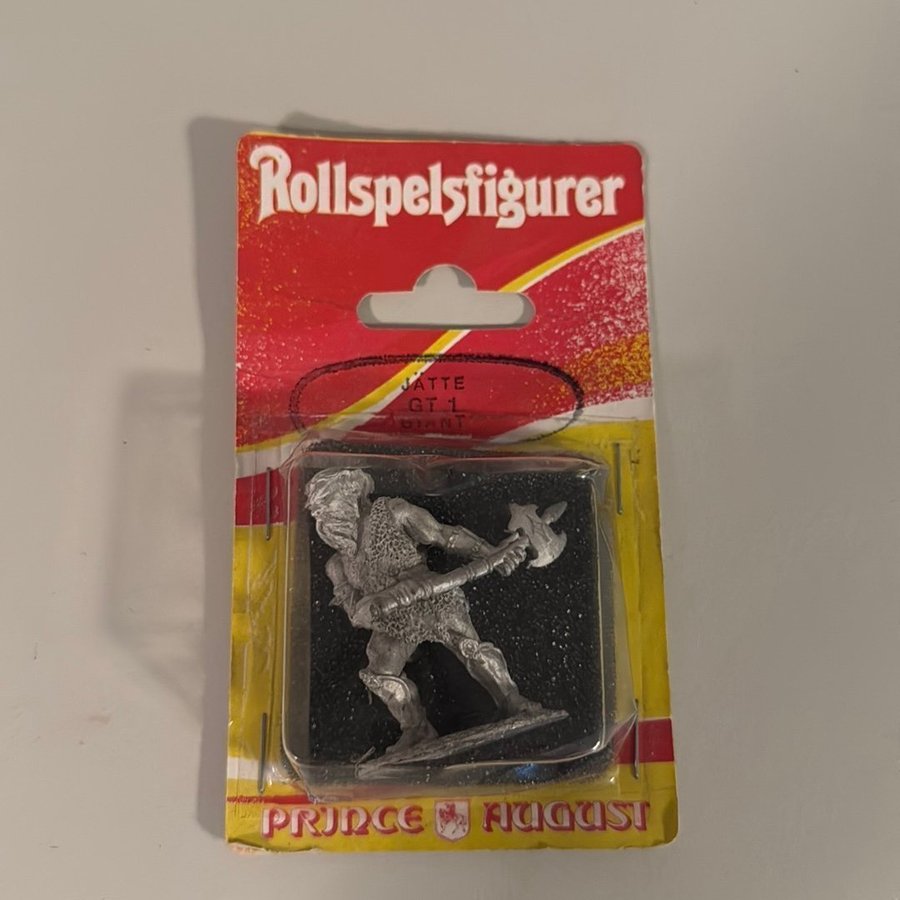 Rollspelsfigurer
JÄTTE
GT 1
GIANT
PRINCE AUGUST